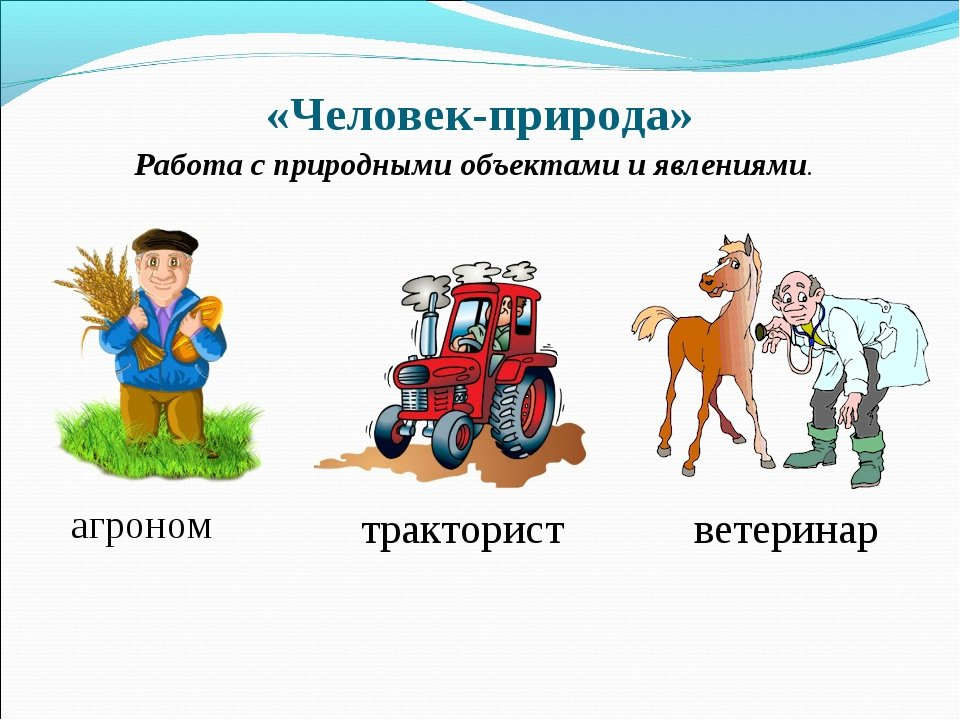 «Человек-природа»
Работа с природными объектами и явлениями.
агроном
тракторист
ветеринар